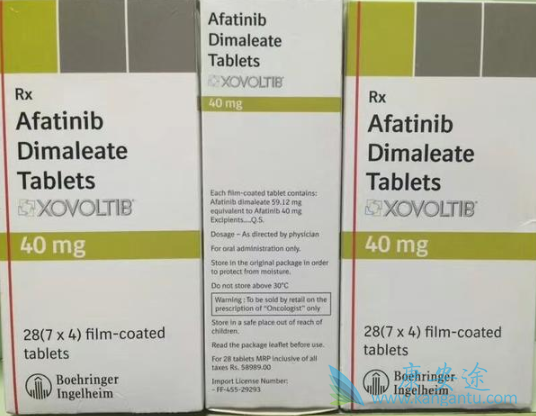 Rx
Afatinib
Dimaleate
Tablets
XOVOLTIB®
40 mg
28(7 x 4) film-coated
tablets
Boehringer
Ingelheim
Afatinib
Dimaleate
Tablets
XOVOLTIB®
40 mg
Each film-coated tablet contains:
Afatinib dimaleate 59.12 mg
equivalent to Afatinib 40 mg
Excipients....Q.S.
Dosage – As directed by physician
For oral administration only.
Store in the original package in order
to protect from moisture.
Do not store above 30°C
Warning : To be sold by retail on the
prescription of "Oncologist" only
Store in a safe place out of reach of
children.
Read the package leaflet before use.
For 28 tablets MRP inclusive of all
taxes Rs. 58989.00
Import License Number:
- FF-455-29293
Rx
Afatinib
Dimaleate
Tablets
XOVOLTIB®
40 mg
28(7 x 4) film-coated
tablets
Boehringer
Ingelheim
康安途
www.kangantu.com